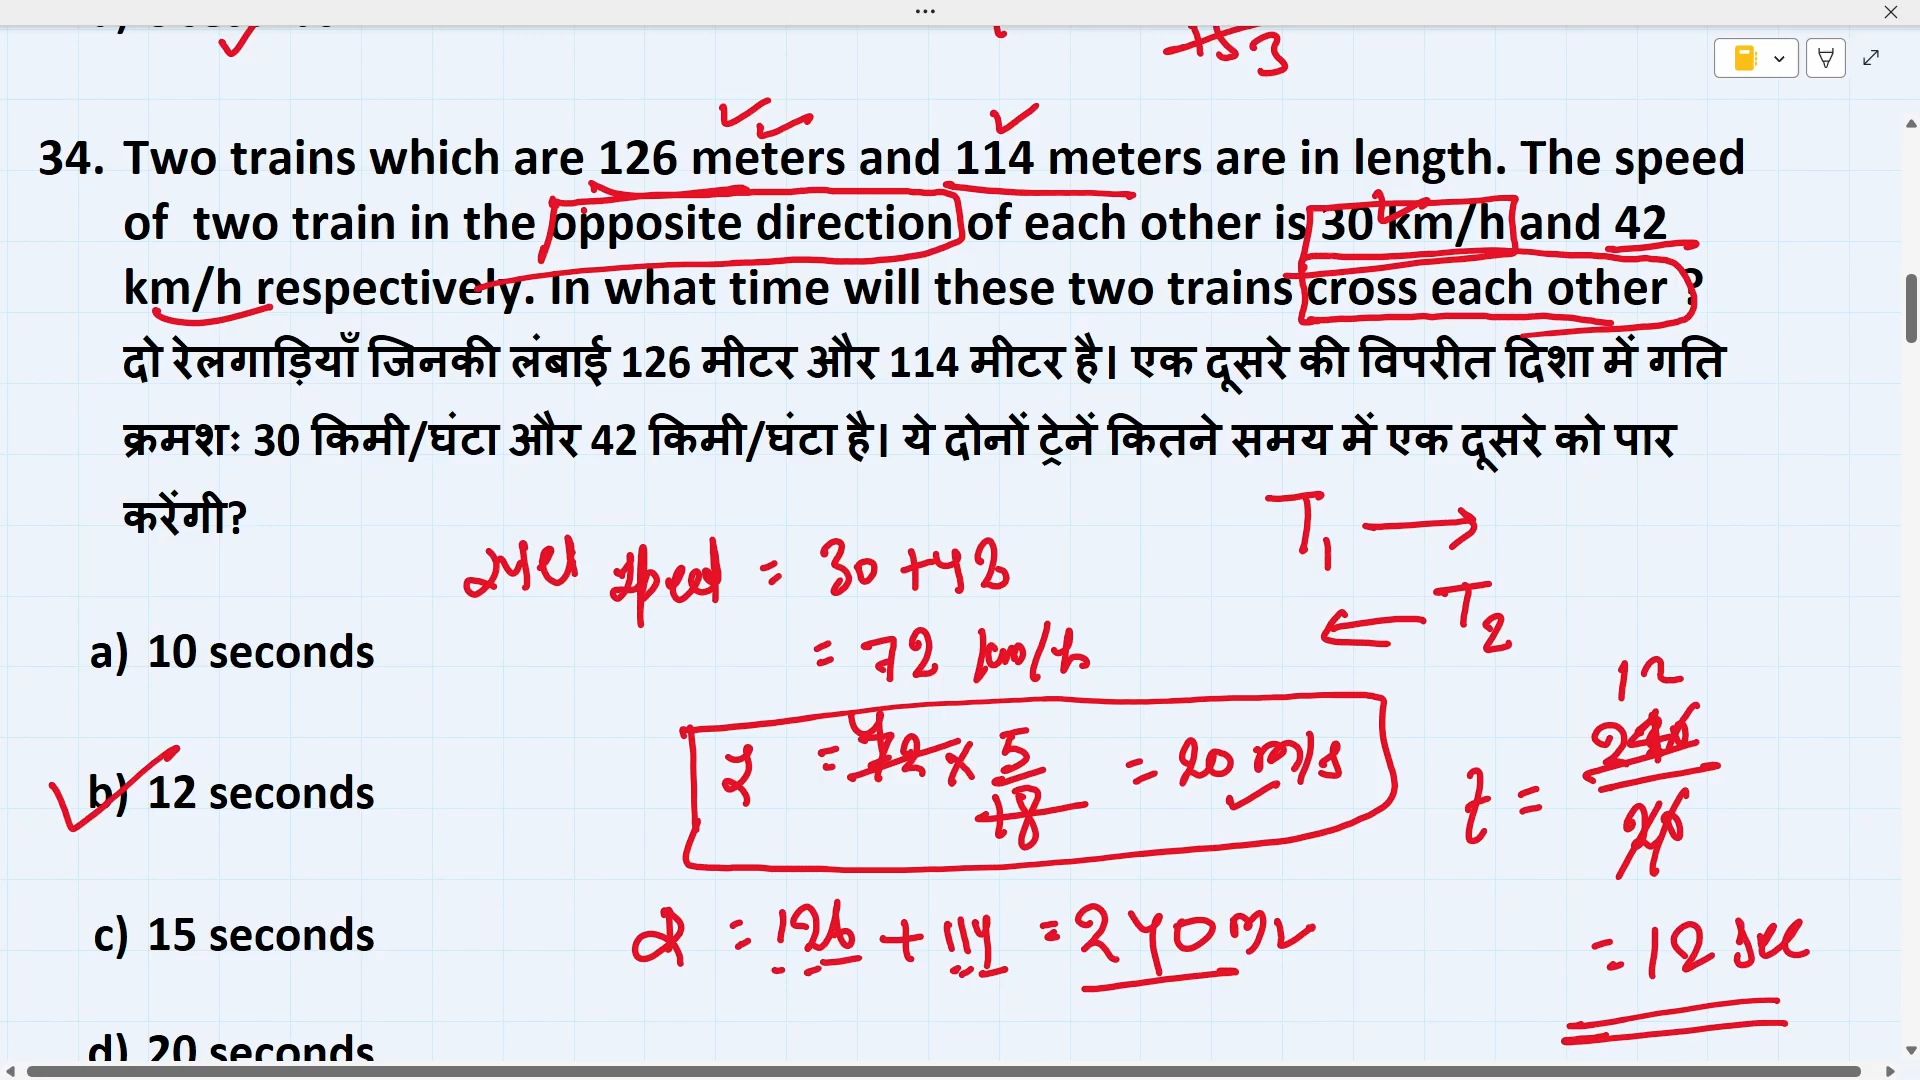 34. Two trains which are 126 meters and 114 meters are in length. The speed
of two train in the opposite direction of each other is 30 km/h and 42
km/h respectively. In what time will these two trains cross each other ?
दो रेलगाड़ियाँ जिनकी लंबाई 126 मीटर और 114 मीटर है। एक दूसरे की विपरीत दिशा में गति
क्रमशः 30 किमी/घंटा और 42 किमी/घंटा है। ये दोनों ट्रेनें कितने समय में एक दूसरे को पार
करेंगी?
T1 →
speed = 30 + 42
← T2
a) 10 seconds
= 72 km/h
= 72 × 5/18 = 20 m/s
t = 240/20
12
b) 12 seconds
c) 15 seconds
d = 126 + 114 = 240m
= 12 sec
d) 20 seconds